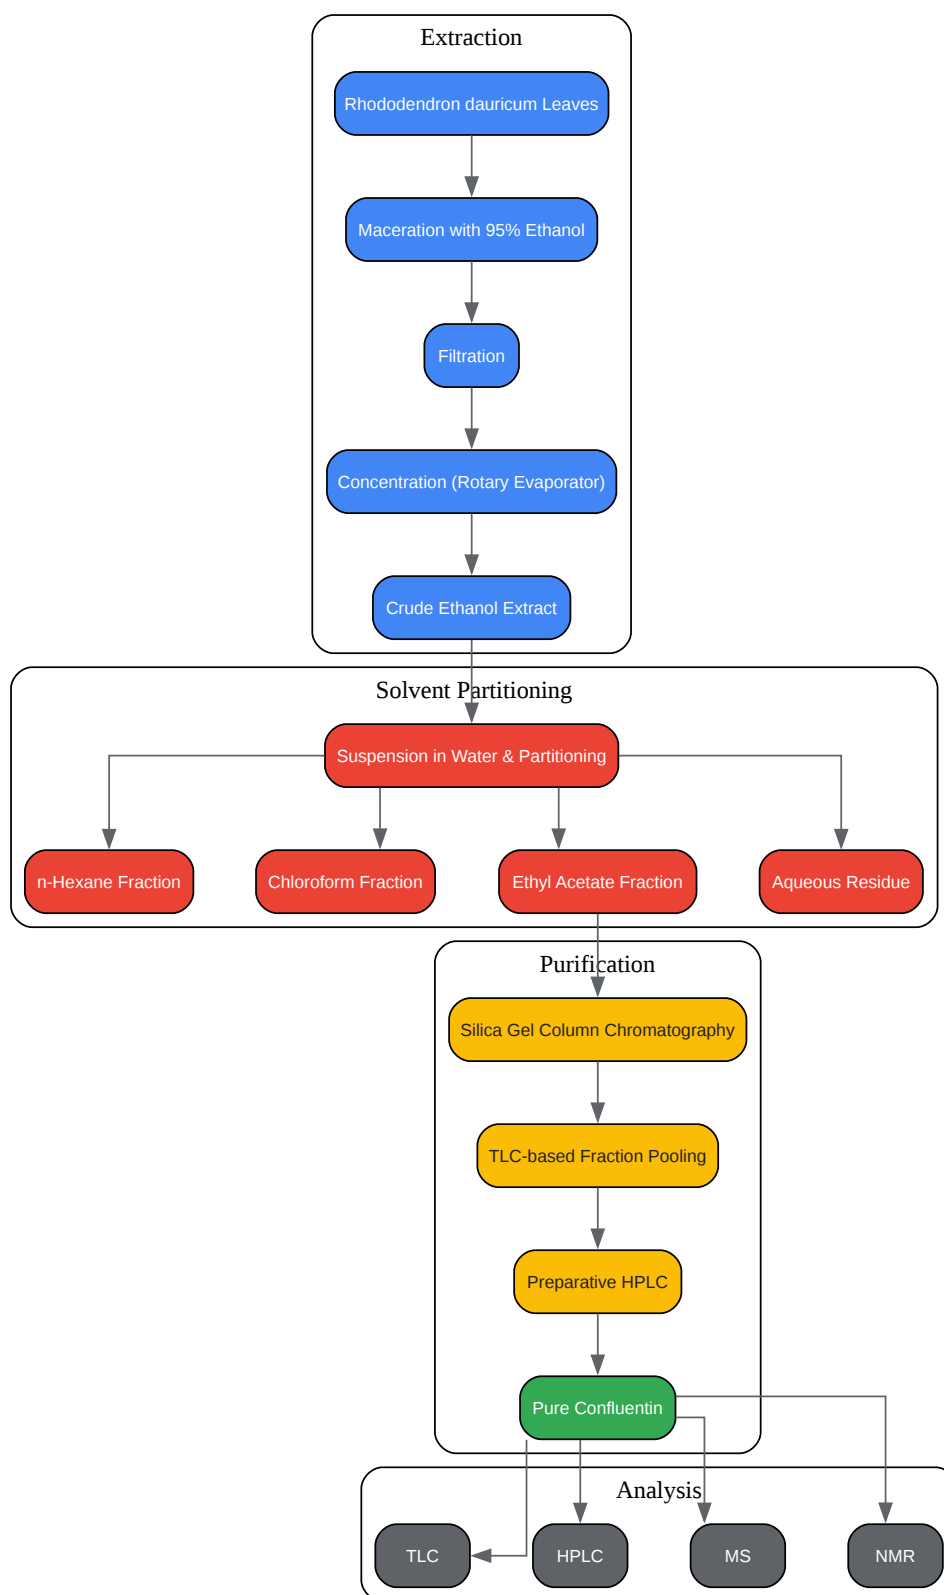 Extraction
Rhododendron dauricum Leaves
Maceration with 95% Ethanol
Filtration
Concentration (Rotary Evaporator)
Crude Ethanol Extract
Solvent Partitioning
Suspension in Water & Partitioning
n-Hexane Fraction
Chloroform Fraction
Ethyl Acetate Fraction
Aqueous Residue
Purification
Silica Gel Column Chromatography
TLC-based Fraction Pooling
Preparative HPLC
Pure Confluentin
Analysis
TLC
HPLC
MS
NMR